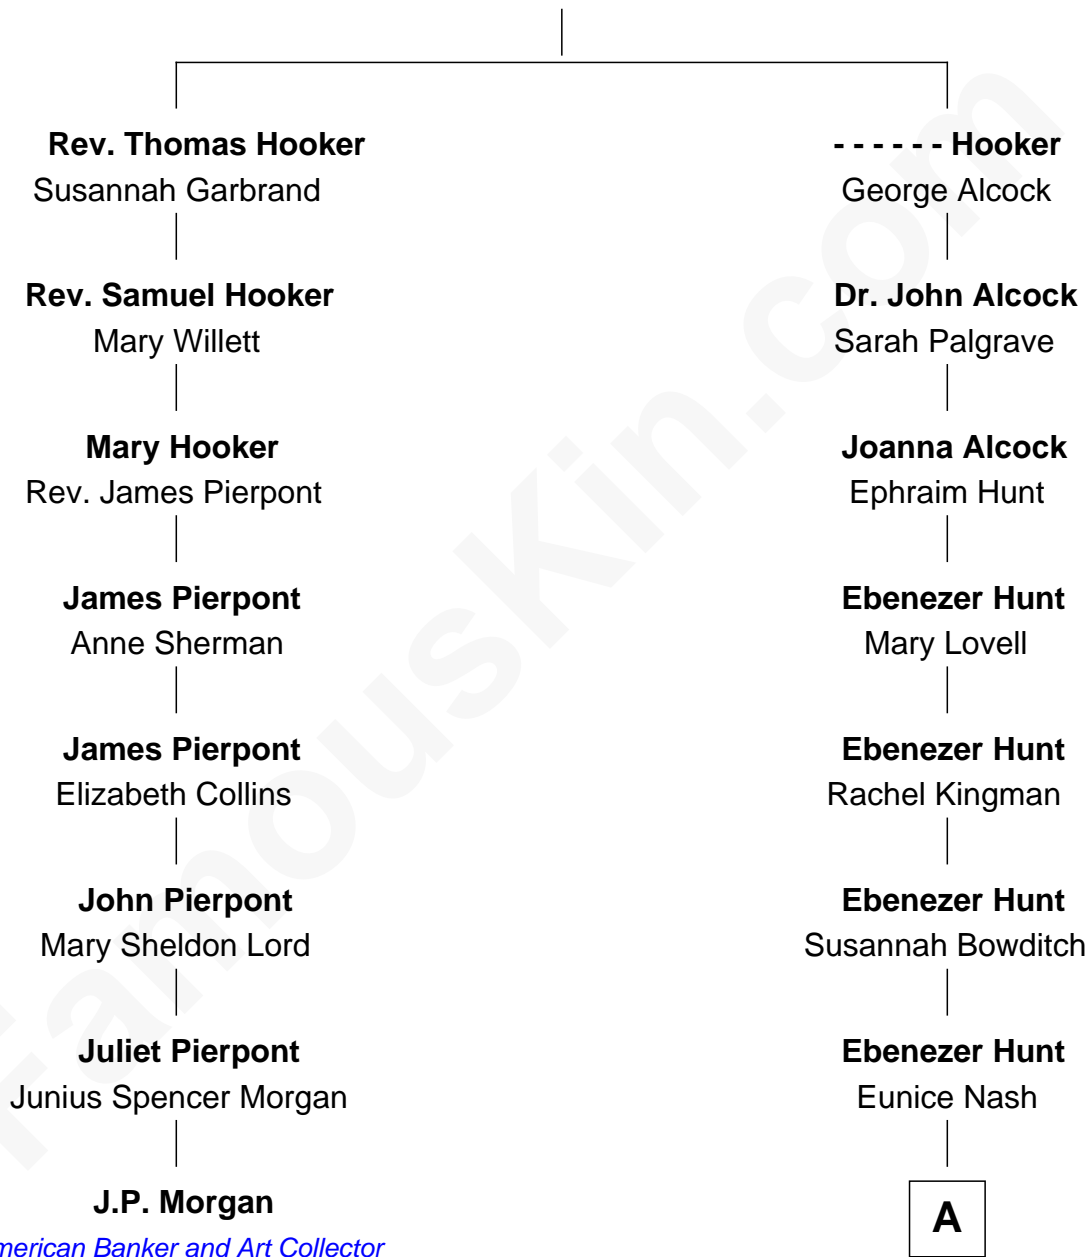 Rev. Thomas Hooker
Susannah Garbrand
Rev. Samuel Hooker
Mary Willett
Mary Hooker
Rev. James Pierpont
James Pierpont
Anne Sherman
James Pierpont
Elizabeth Collins
John Pierpont
Mary Sheldon Lord
Juliet Pierpont
Junius Spencer Morgan
J.P. Morgan
merican Banker and Art Collector
- - - - - - Hooker
George Alcock
Dr. John Alcock
Sarah Palgrave
Joanna Alcock
Ephraim Hunt
Ebenezer Hunt
Mary Lovell
Ebenezer Hunt
Rachel Kingman
Ebenezer Hunt
Susannah Bowditch
Ebenezer Hunt
Eunice Nash
A
FamousKin.com